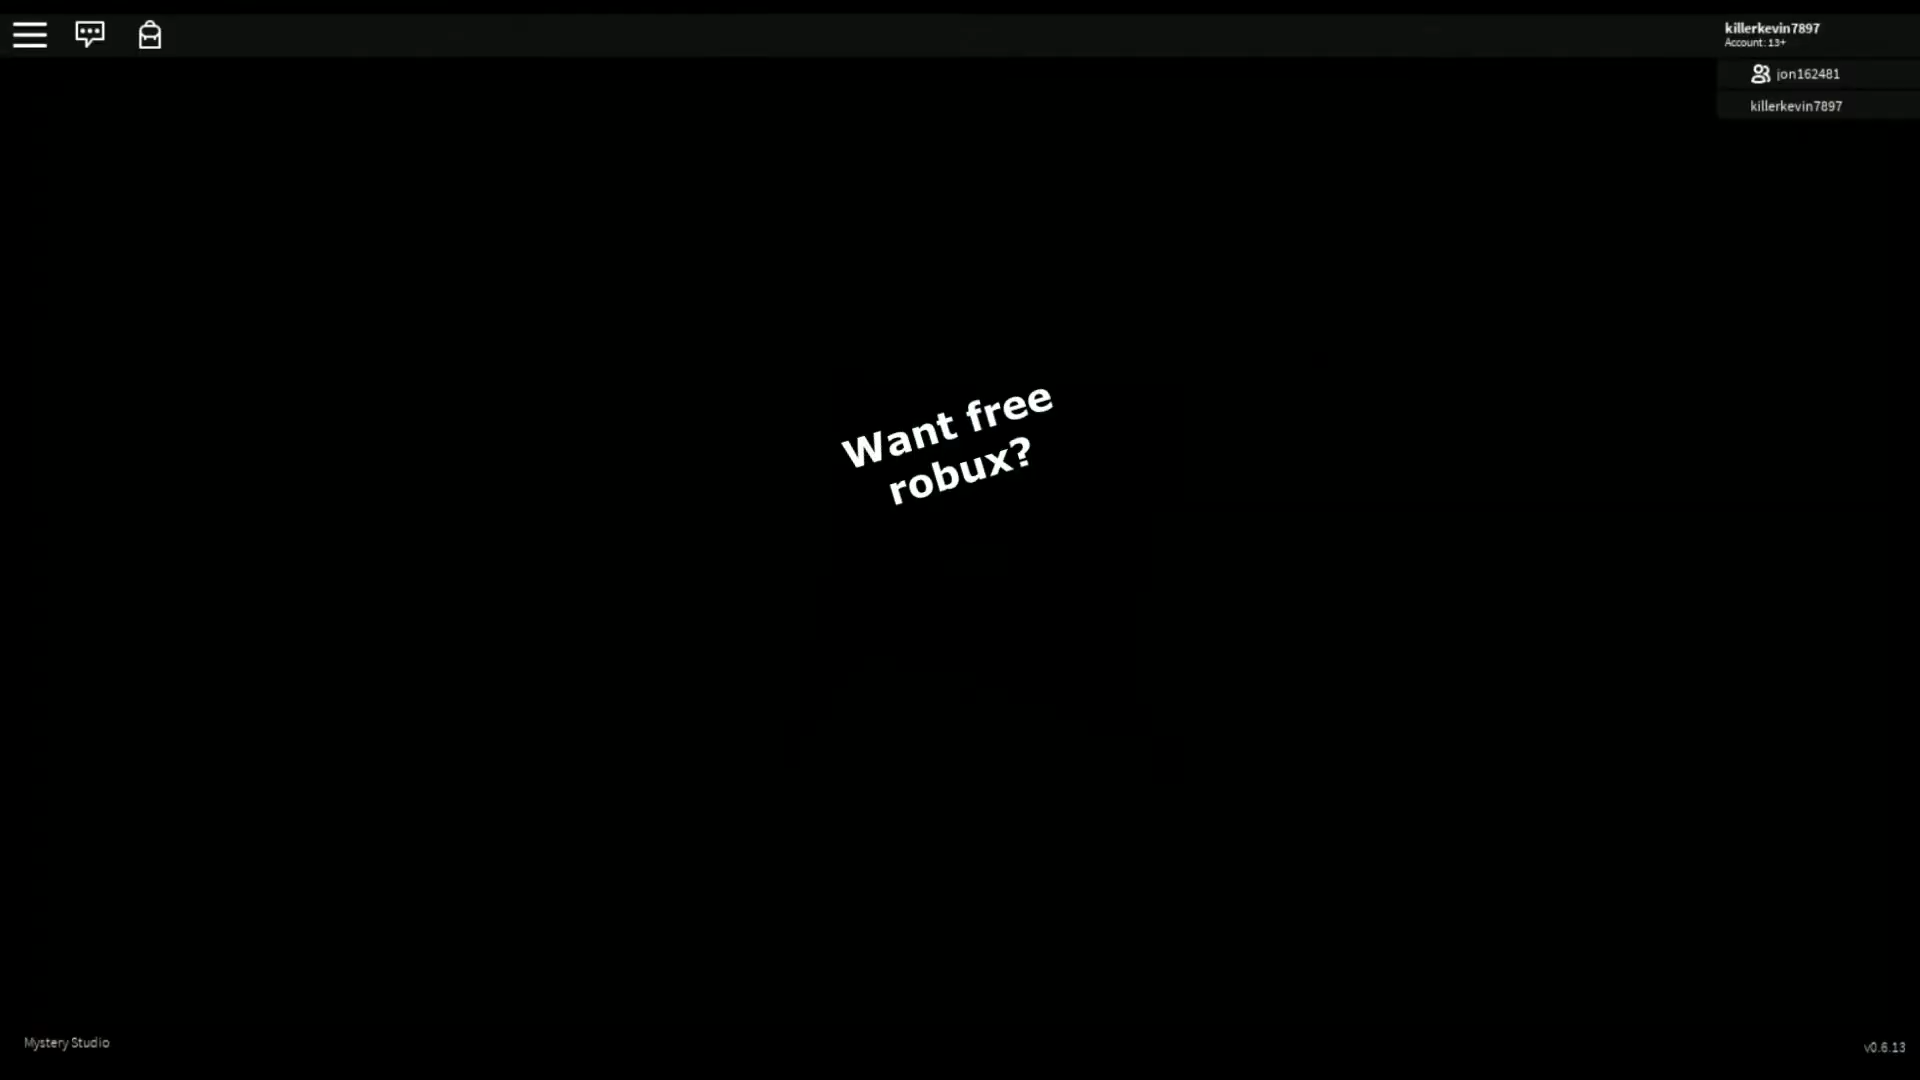 killerkevin7897
Account: 13+
jon162481
killerkevin7897
Want free
robux?
Mystery Studio
v0.6.13